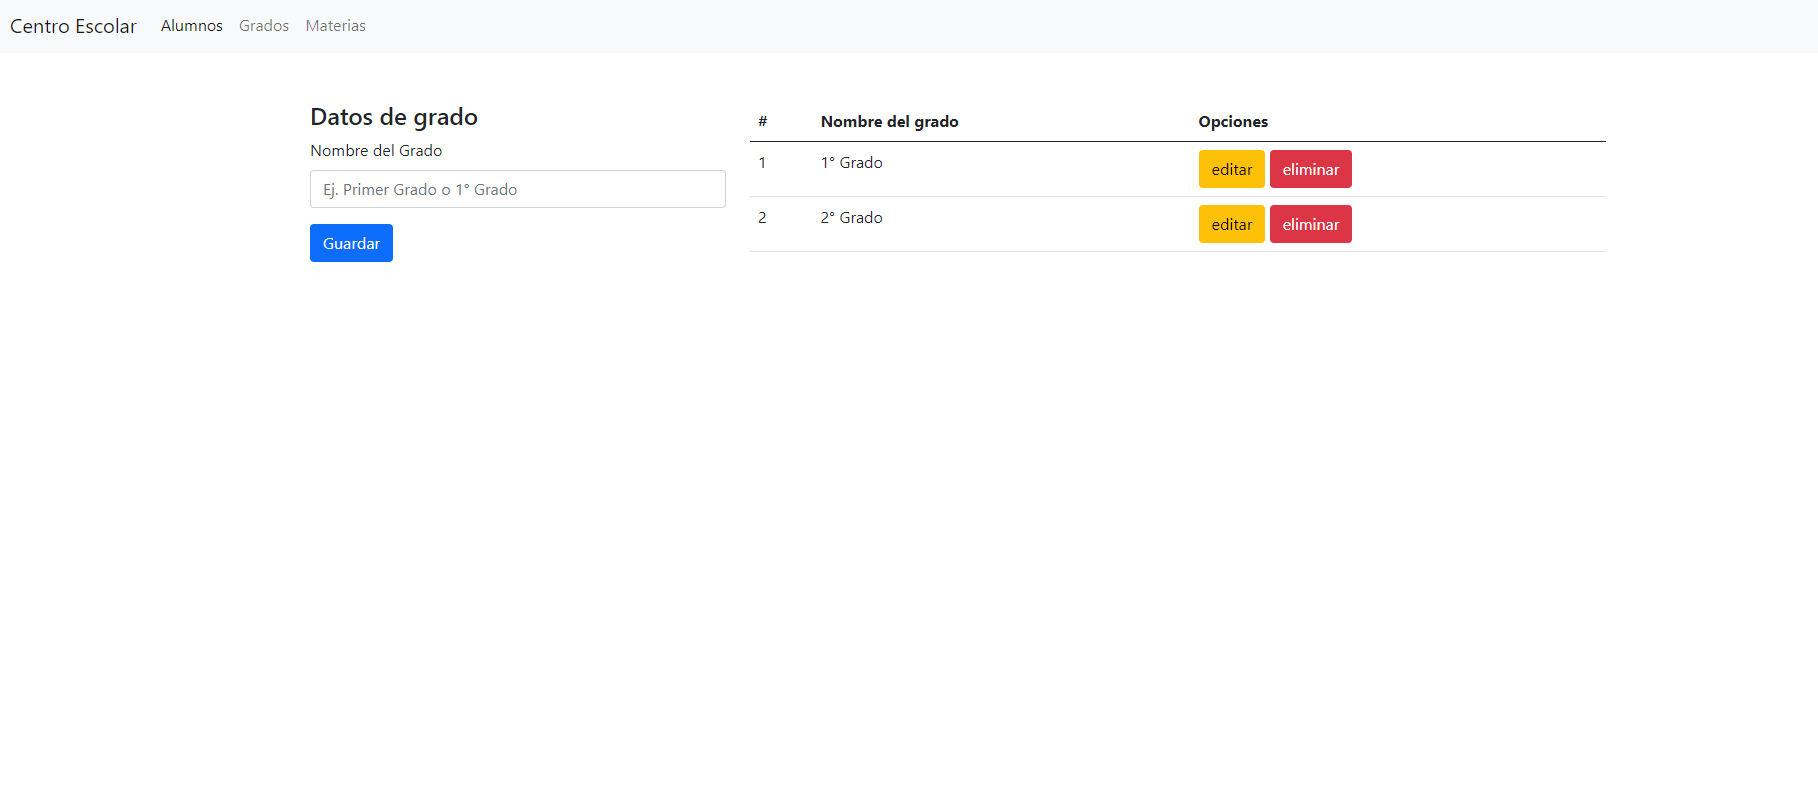 Centro Escolar Alumnos Grados Materias
Datos de grado
Nombre del Grado
Ej. Primer Grado o 1° Grado
Guardar
# Nombre del grado Opciones
1 1° Grado editar eliminar
2 2° Grado editar eliminar